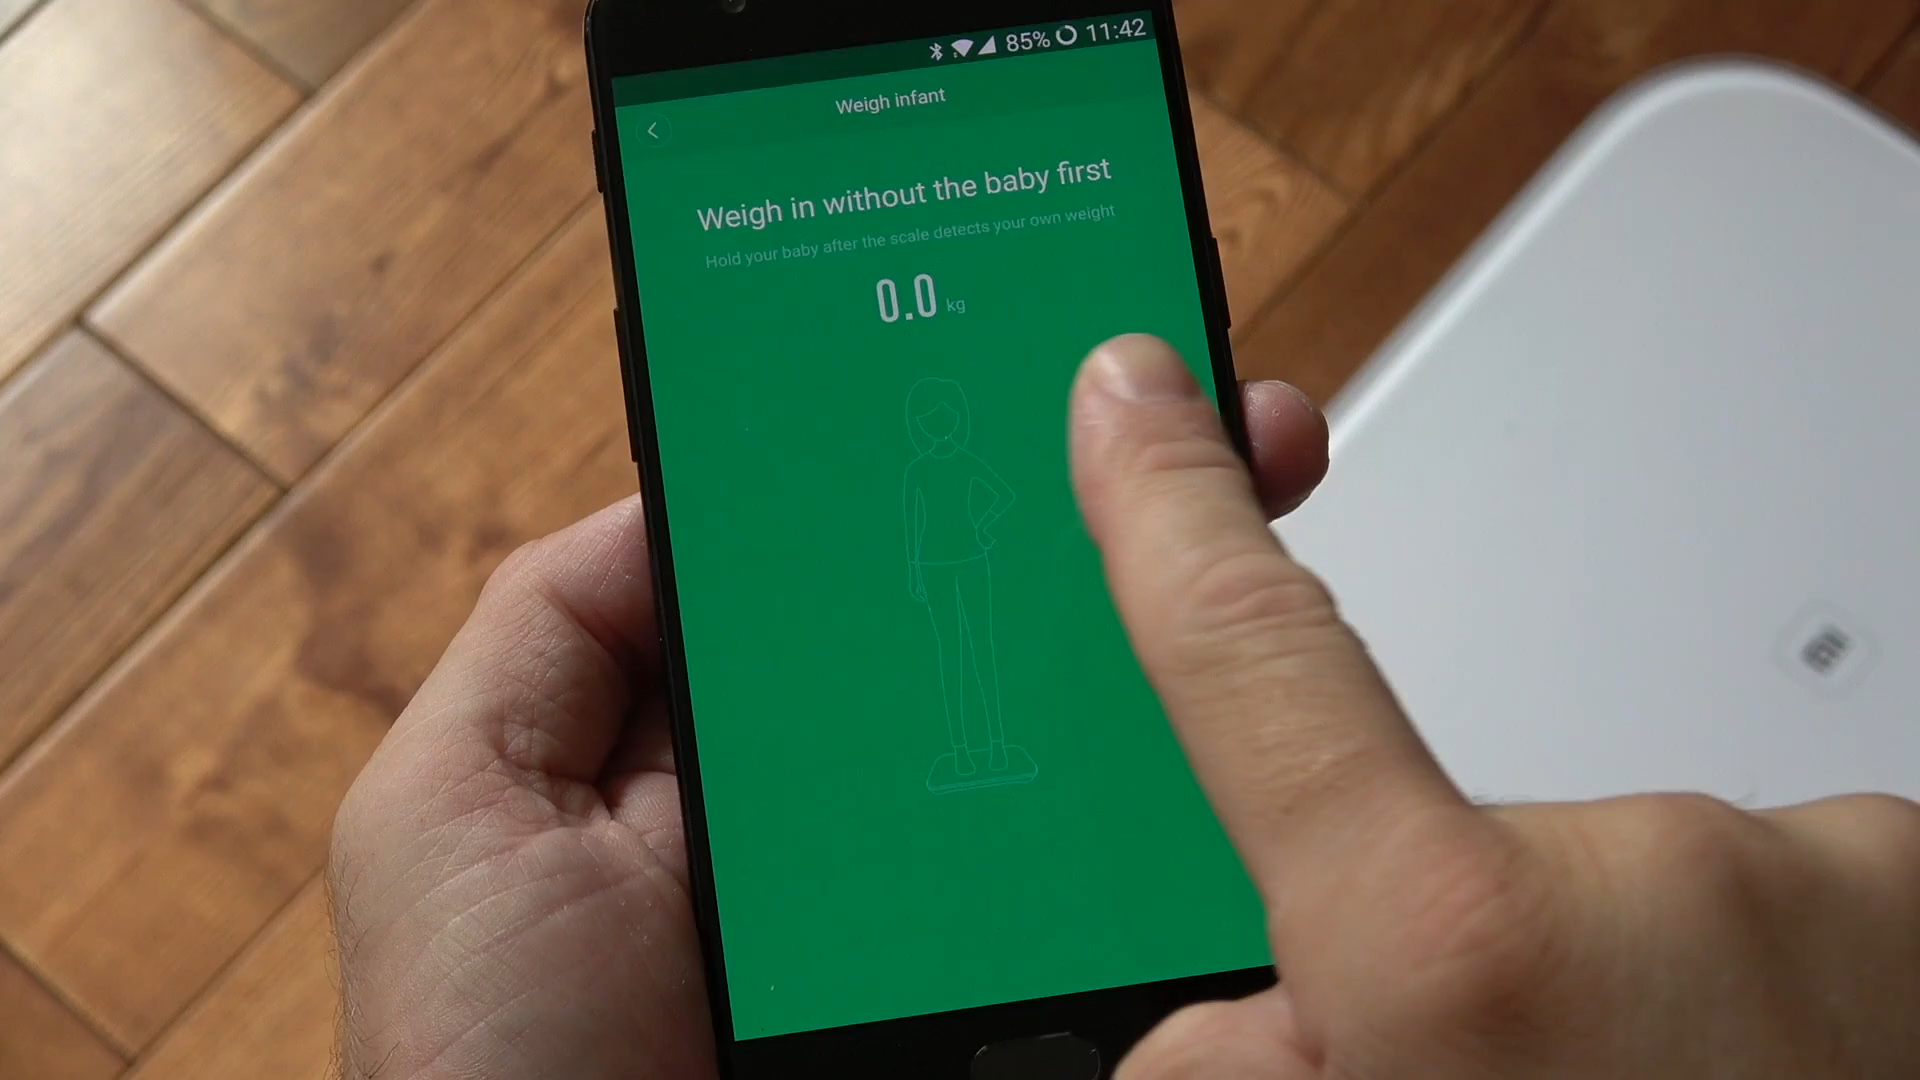 85% 11:42
Weigh infant
Weigh in without the baby first
Hold your baby after the scale detects your own weight
0.0 kg